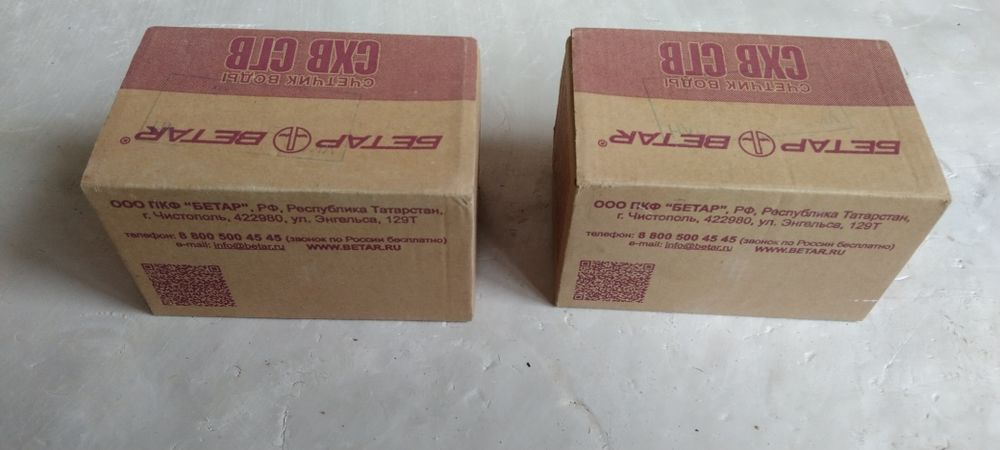 СХВ СГВ
СЧЕТЧИК ВОДЫ
БЕТАР BETAR®
ООО ПКФ "БЕТАР", РФ, Республика Татарстан,
г. Чистополь, 422980, ул. Энгельса, 129Т
телефон: 8 800 500 45 45 (звонок по России бесплатно)
e-mail: info@betar.ru WWW.BETAR.RU
СХВ СГВ
СЧЕТЧИК ВОДЫ
БЕТАР BETAR®
ООО ПКФ "БЕТАР", РФ, Республика Татарстан,
г. Чистополь, 422980, ул. Энгельса, 129Т
телефон: 8 800 500 45 45 (звонок по России бесплатно)
e-mail: info@betar.ru WWW.BETAR.RU